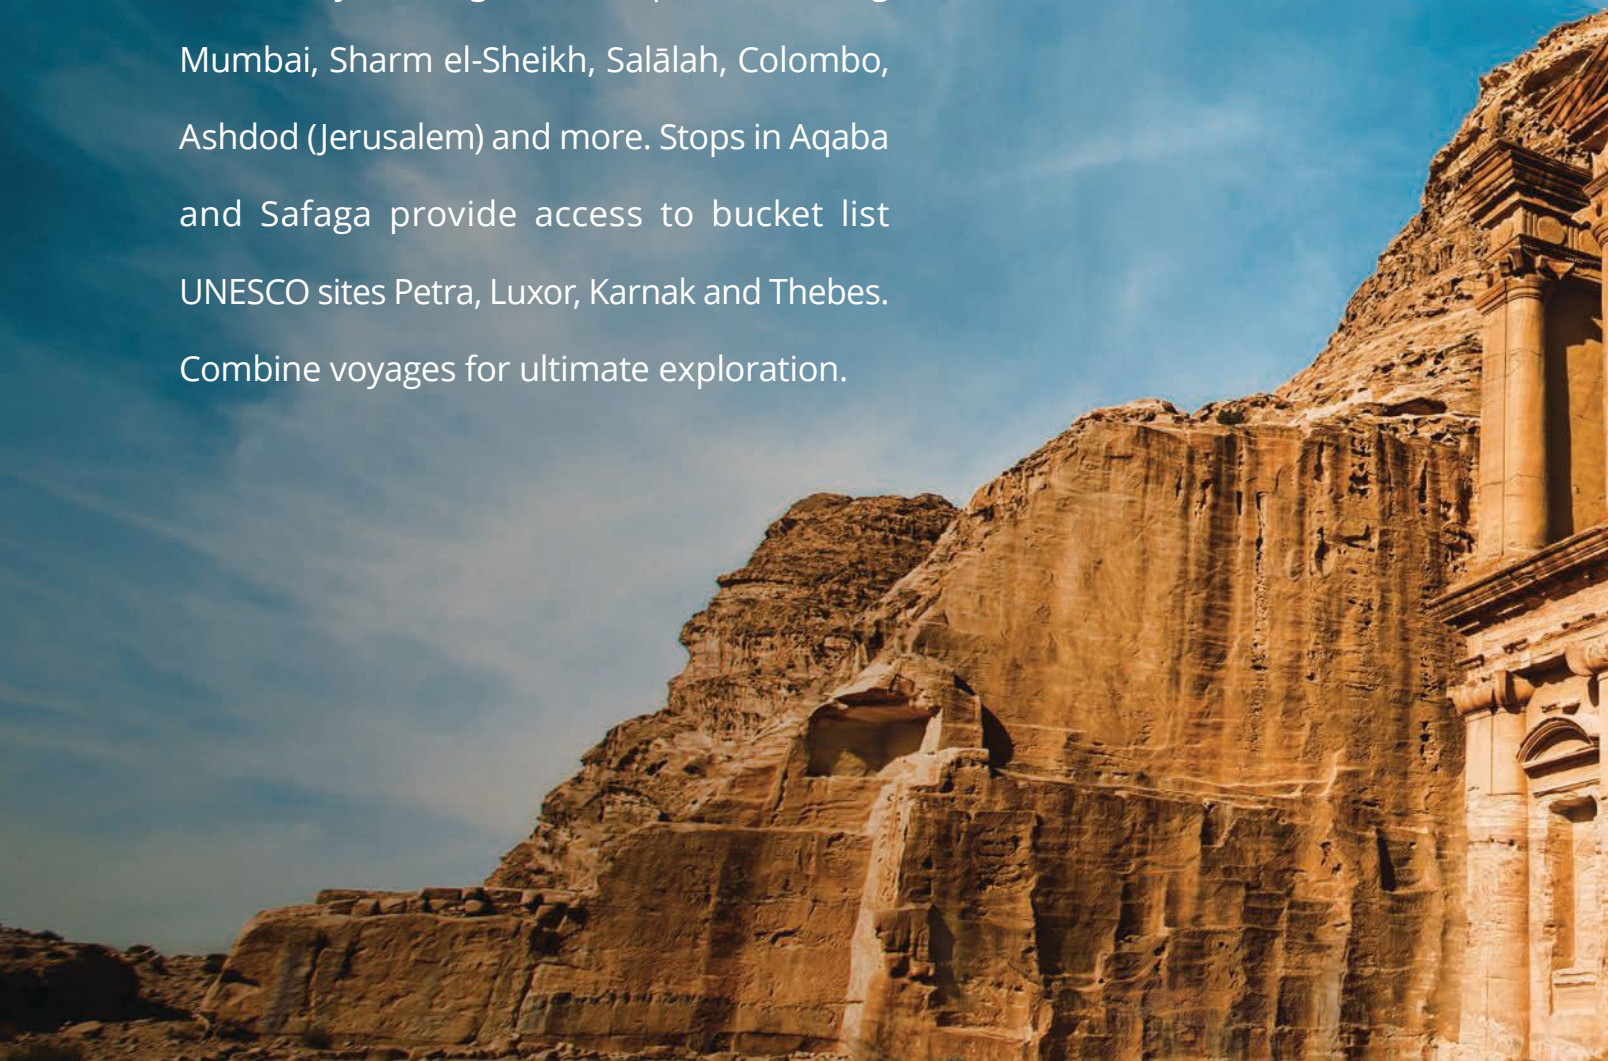 Mumbai, Sharm el-Sheikh, Salālah, Colombo,
Ashdod (Jerusalem) and more. Stops in Aqaba
and Safaga provide access to bucket list
UNESCO sites Petra, Luxor, Karnak and Thebes.
Combine voyages for ultimate exploration.